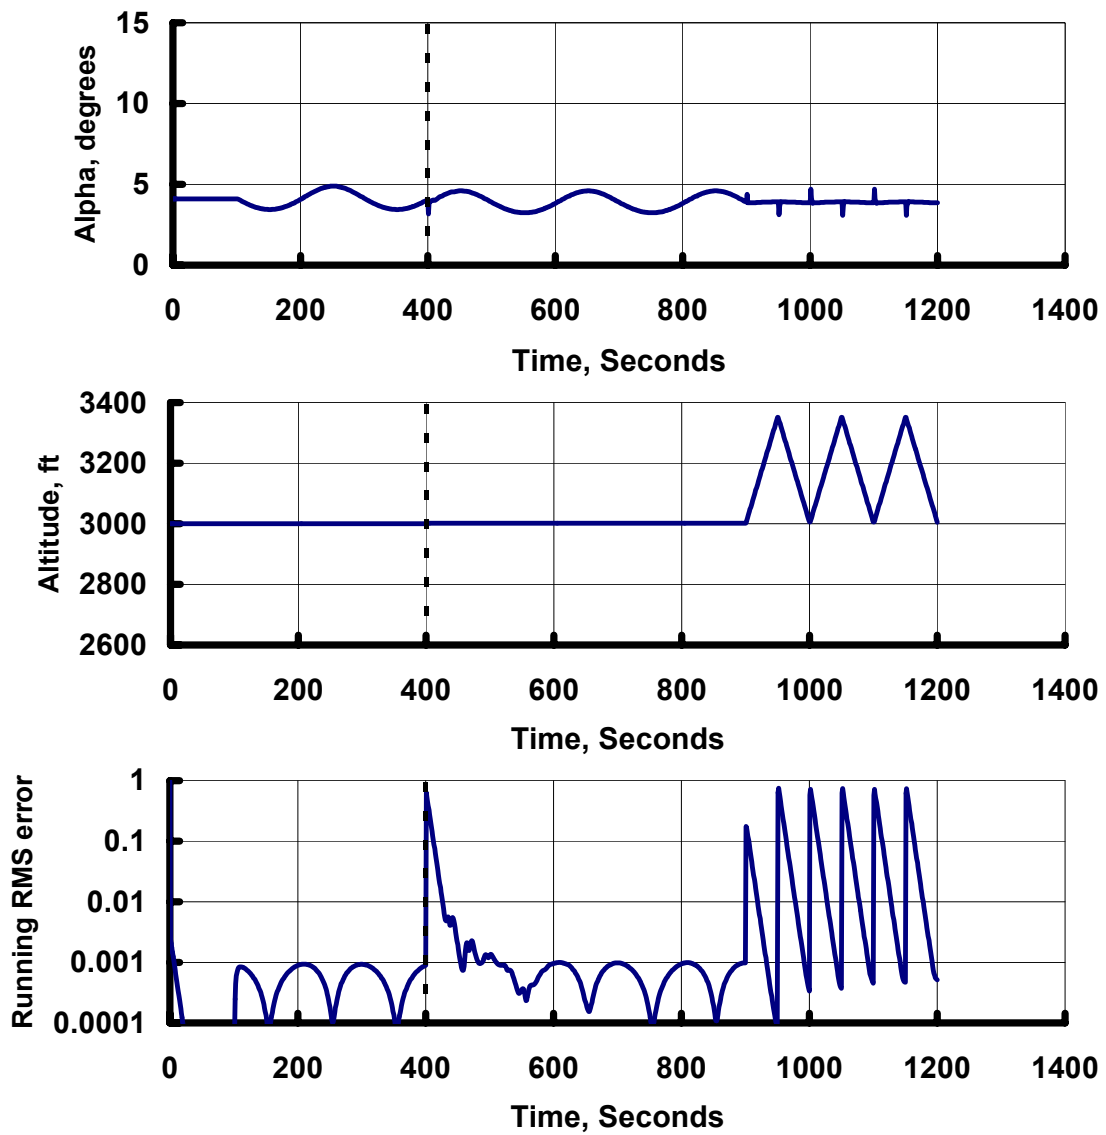 15
10
5
0
Alpha, degrees
0 200 400 600 800 1000 1200 1400
Time, Seconds
3400
3200
3000
2800
2600
Altitude, ft
0 200 400 600 800 1000 1200 1400
Time, Seconds
1
0.1
0.01
0.001
0.0001
Running RMS error
0 200 400 600 800 1000 1200 1400
Time, Seconds